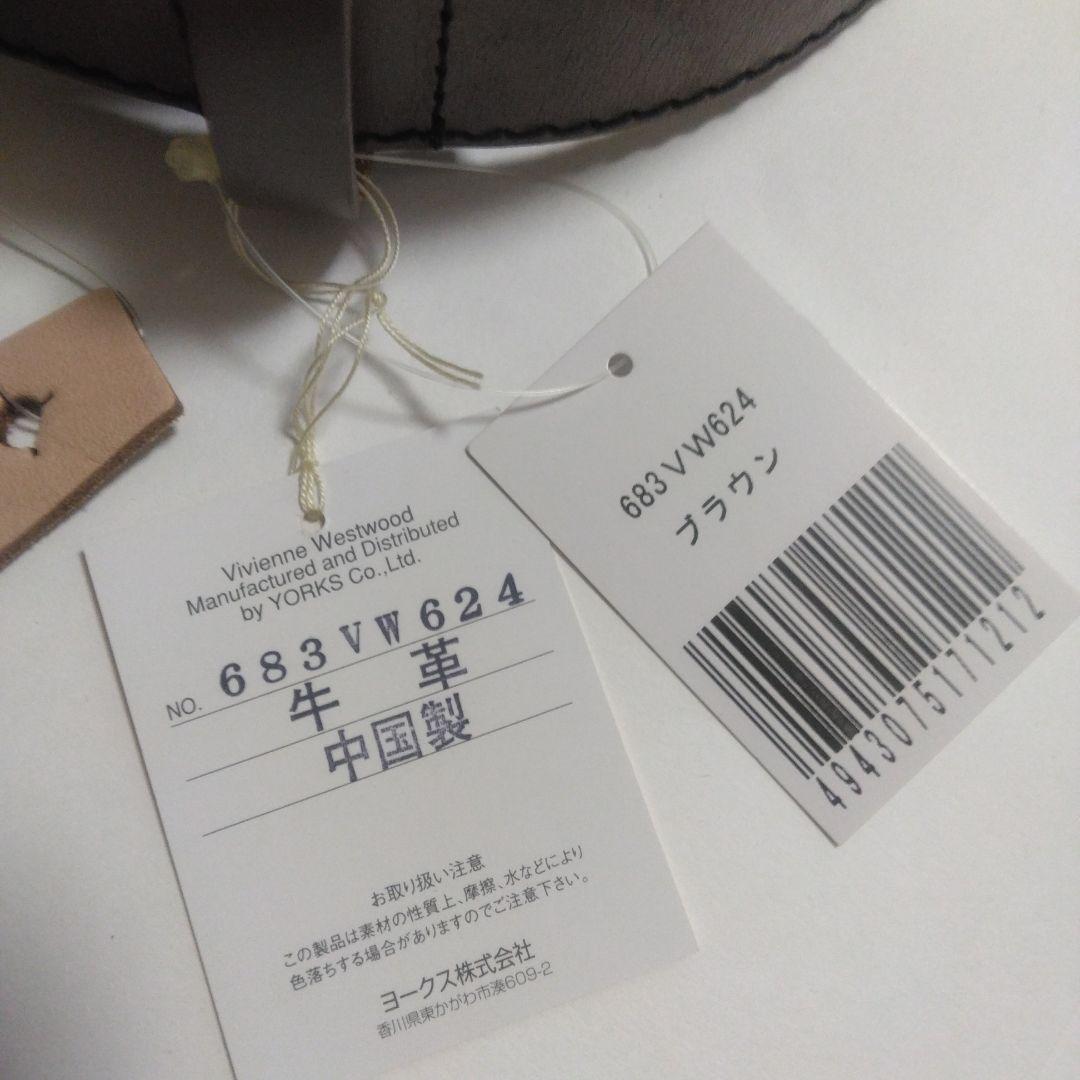 Vivienne Westwood
Manufactured and Distributed
by YORKS Co.,Ltd.
NO. 683VW624
牛 革
中国製
お取り扱い注意
この製品は素材の性質上、摩擦、水などにより
色落ちする場合がありますのでご注意下さい。
ヨークス株式会社
香川県東かがわ市湊609-2
683VW624
ブラウン
4943075171212